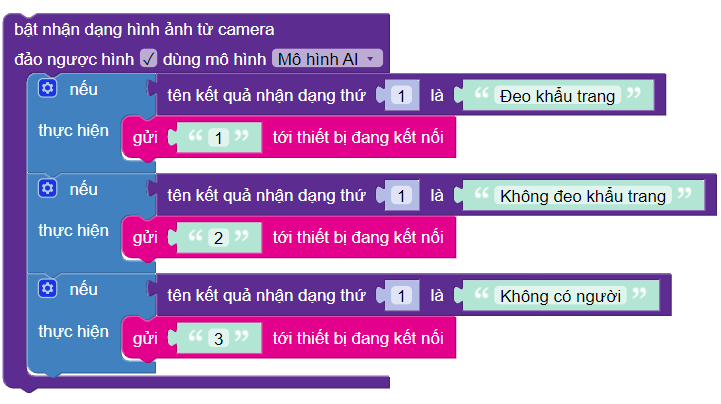 bật nhận dạng hình ảnh từ camera
đảo ngược hình ✓ dùng mô hình Mô hình AI
nếu tên kết quả nhận dạng thứ 1 là “ Đeo khẩu trang ”
thực hiện gửi “ 1 ” tới thiết bị đang kết nối
nếu tên kết quả nhận dạng thứ 1 là “ Không đeo khẩu trang ”
thực hiện gửi “ 2 ” tới thiết bị đang kết nối
nếu tên kết quả nhận dạng thứ 1 là “ Không có người ”
thực hiện gửi “ 3 ” tới thiết bị đang kết nối